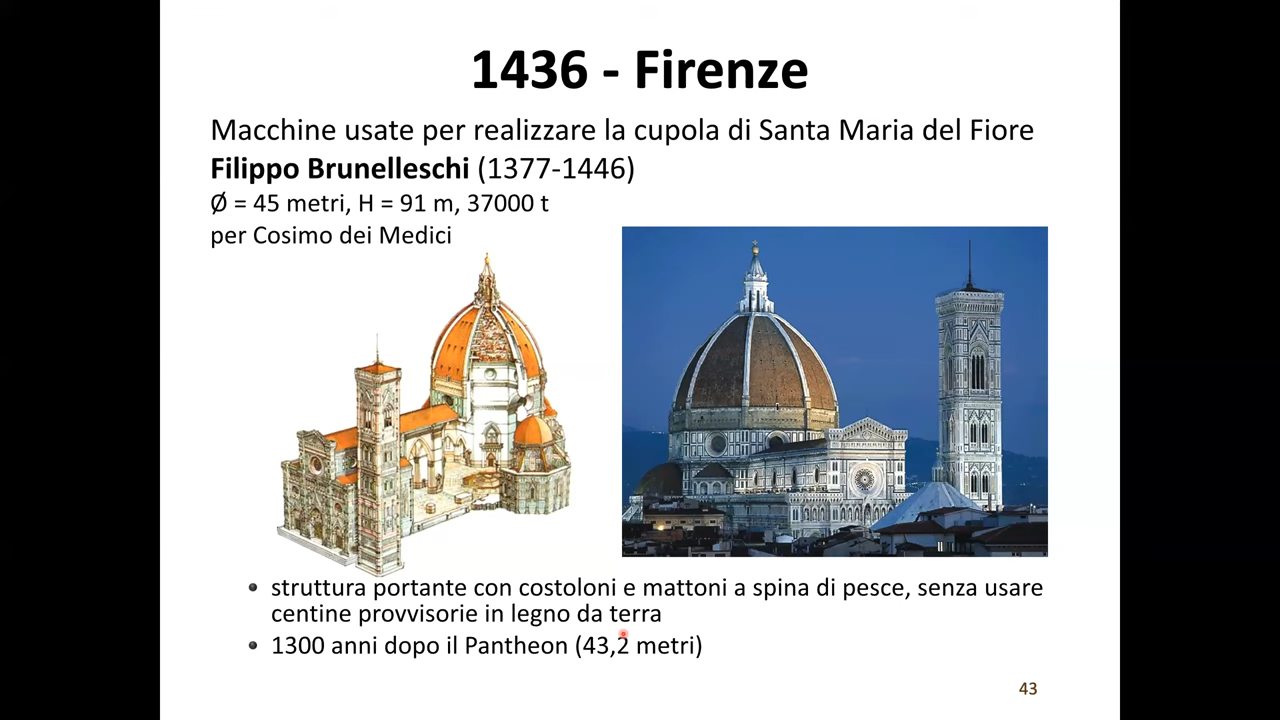 1436 - Firenze
Macchine usate per realizzare la cupola di Santa Maria del Fiore
Filippo Brunelleschi (1377-1446)
Ø = 45 metri, H = 91 m, 37000 t
per Cosimo dei Medici
• struttura portante con costoloni e mattoni a spina di pesce, senza usare
centine provvisorie in legno da terra
• 1300 anni dopo il Pantheon (43,2 metri)
43